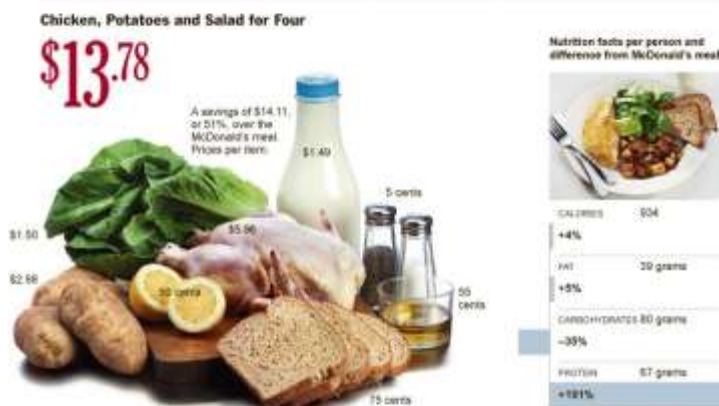 Chicken, Potatoes and Salad for Four
$13.78
A savings of $14.11,
or 51%, over the
McDonald's meal.
Prices per item.
$1.49
5 cents
$1.50
$5.96
$2.98
50 cents
55
cents
75 cents
Nutrition facts per person and
difference from McDonald's meal
CALORIES 934
+4%
FAT 39 grams
+5%
CARBOHYDRATES 80 grams
PROTEIN 67 grams